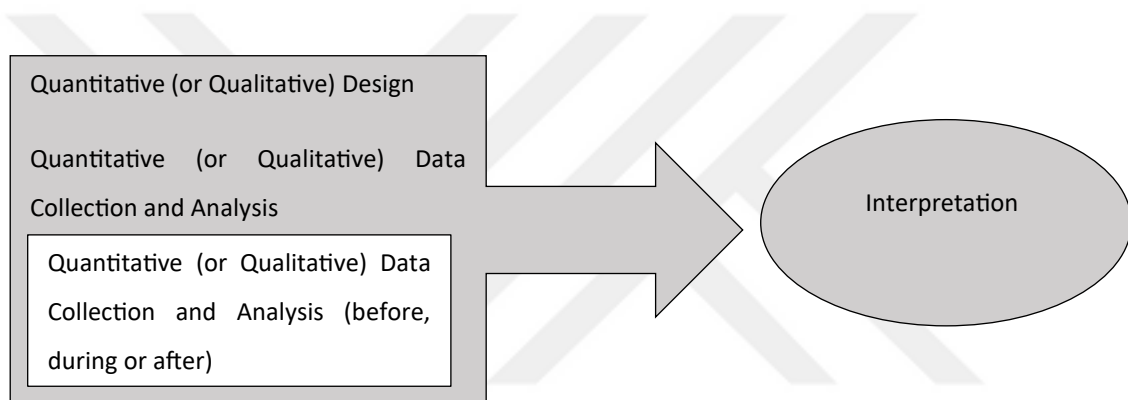 Quantitative (or Qualitative) Design
Quantitative (or Qualitative) Data
Collection and Analysis
Quantitative (or Qualitative) Data
Collection and Analysis (before,
during or after)
Interpretation